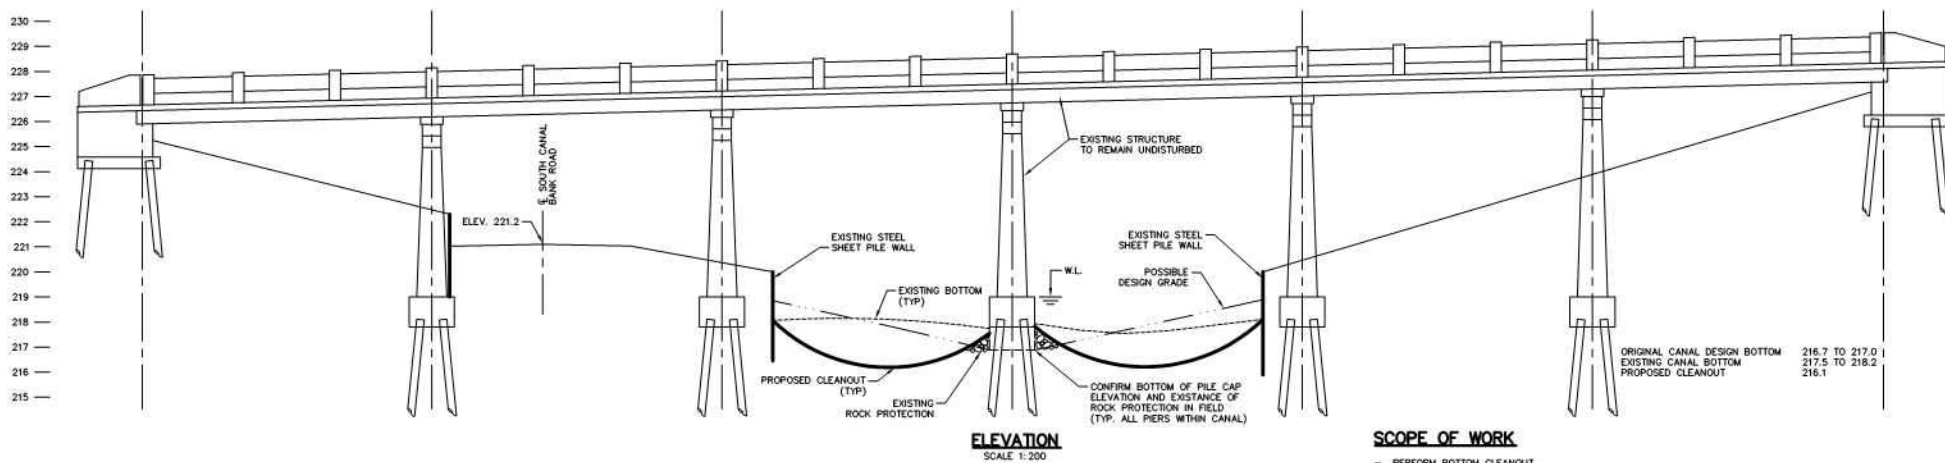 230
229
228
227
226
225
224
223
222
221
220
219
218
217
216
215
℄ SOUTH CANAL
BANK ROAD
ELEV. 221.2
EXISTING STEEL
SHEET PILE WALL
EXISTING BOTTOM
(TYP)
PROPOSED CLEANOUT
(TYP)
EXISTING
ROCK PROTECTION
EXISTING STRUCTURE
TO REMAIN UNDISTURBED
W.L.
EXISTING STEEL
SHEET PILE WALL
POSSIBLE
DESIGN GRADE
CONFIRM BOTTOM OF PILE CAP
ELEVATION AND EXISTANCE OF
ROCK PROTECTION IN FIELD
(TYP. ALL PIERS WITHIN CANAL)
ORIGINAL CANAL DESIGN BOTTOM 216.7 TO 217.0
EXISTING CANAL BOTTOM 217.5 TO 218.2
PROPOSED CLEANOUT 216.1
ELEVATION
SCALE 1:200
SCOPE OF WORK
- PERFORM BOTTOM CLEANOUT